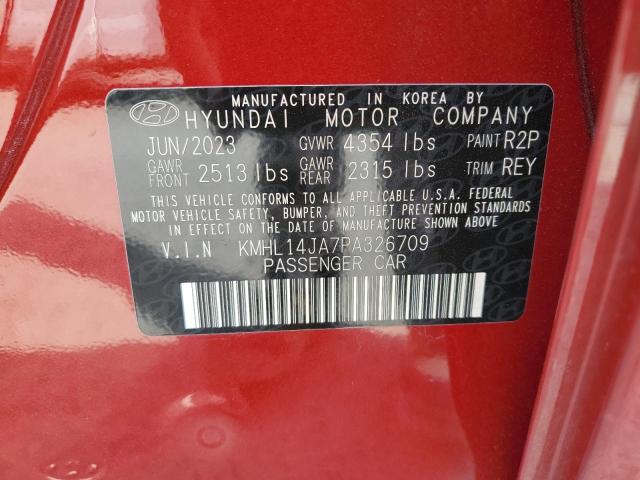 MANUFACTURED IN KOREA BY
HYUNDAI MOTOR COMPANY
JUN/2023 GVWR 4354 lbs PAINT R2P
GAWR FRONT 2513 lbs GAWR REAR 2315 lbs TRIM REY
THIS VEHICLE CONFORMS TO ALL APPLICABLE U.S.A. FEDERAL
MOTOR VEHICLE SAFETY, BUMPER, AND THEFT PREVENTION STANDARDS
IN EFFECT ON THE DATE OF MANUFACTURE SHOWN ABOVE.
V.I.N KMHL14JA7PA326709
PASSENGER CAR